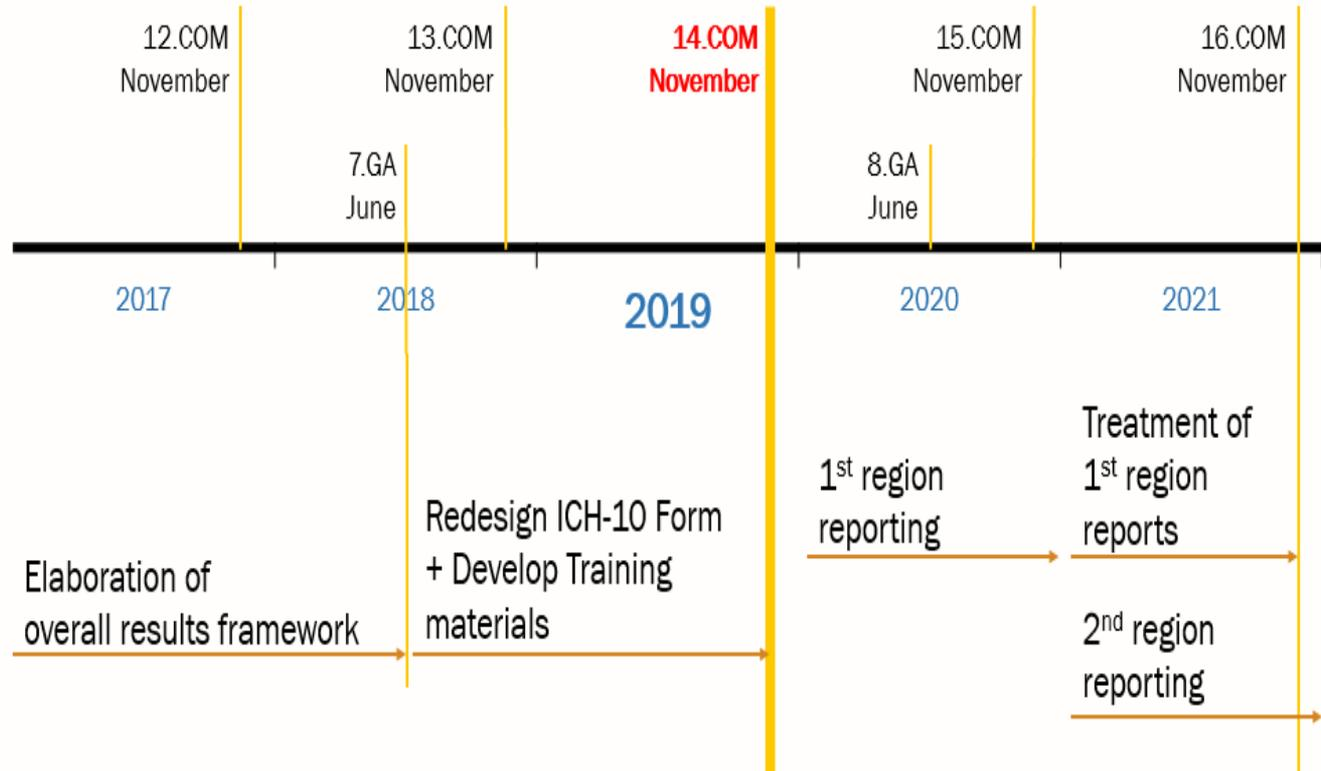 12.COM
November
13.COM
November
14.COM
November
15.COM
November
16.COM
November
7.GA
June
8.GA
June
2017
2018
2019
2020
2021
Elaboration of
overall results framework
Redesign ICH-10 Form
+ Develop Training
materials
1st region
reporting
Treatment of
1st region
reports
2nd region
reporting